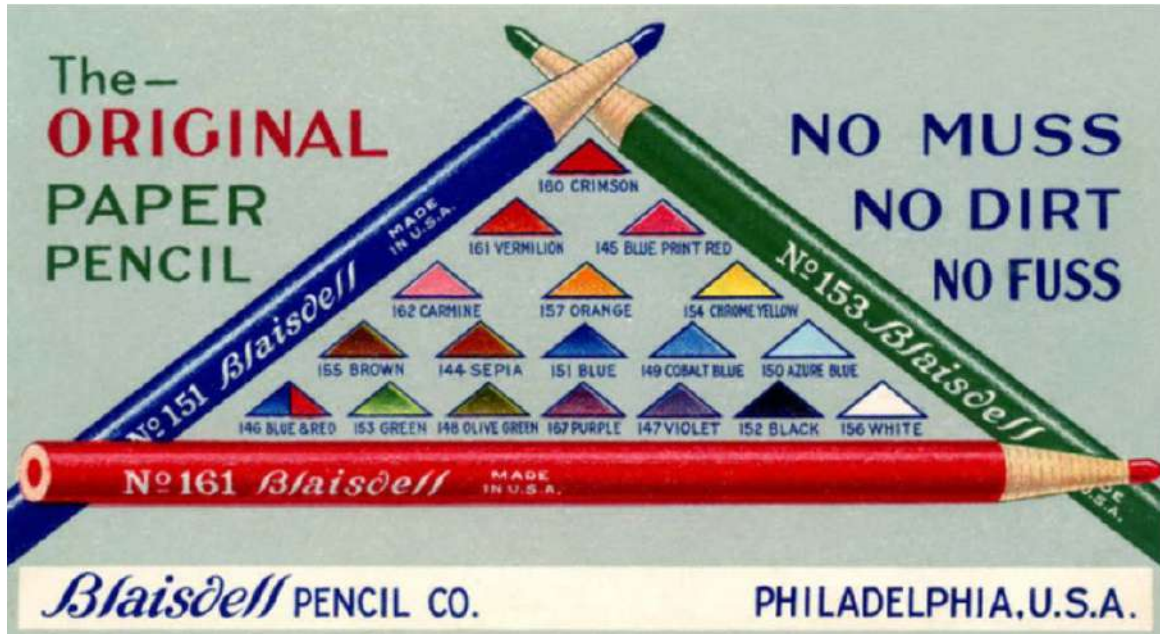 The—
ORIGINAL
PAPER
PENCIL
NO MUSS
NO DIRT
NO FUSS
MADE
IN U.S.A.
No 151 Blaisdell
No 153 Blaisdell
160 CRIMSON
161 VERMILION 145 BLUE PRINT RED
162 CARMINE 157 ORANGE 154 CHROME YELLOW
155 BROWN 144 SEPIA 151 BLUE 149 COBALT BLUE 150 AZURE BLUE
146 BLUE & RED 153 GREEN 148 OLIVE GREEN 167 PURPLE 147 VIOLET 152 BLACK 156 WHITE
No 161 Blaisdell MADE
IN U.S.A.
U.S.A.
Blaisdell PENCIL CO. PHILADELPHIA, U.S.A.